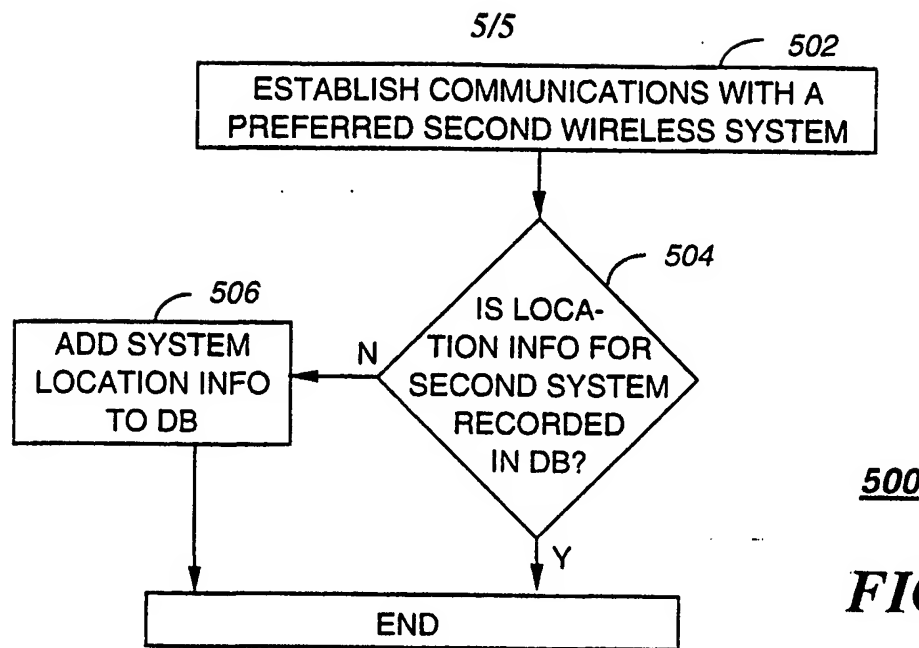 5/5
502
ESTABLISH COMMUNICATIONS WITH A
PREFERRED SECOND WIRELESS SYSTEM
504
IS LOCA-
TION INFO FOR
SECOND SYSTEM
RECORDED
IN DB?
N
506
ADD SYSTEM
LOCATION INFO
TO DB
Y
500
END
FIG